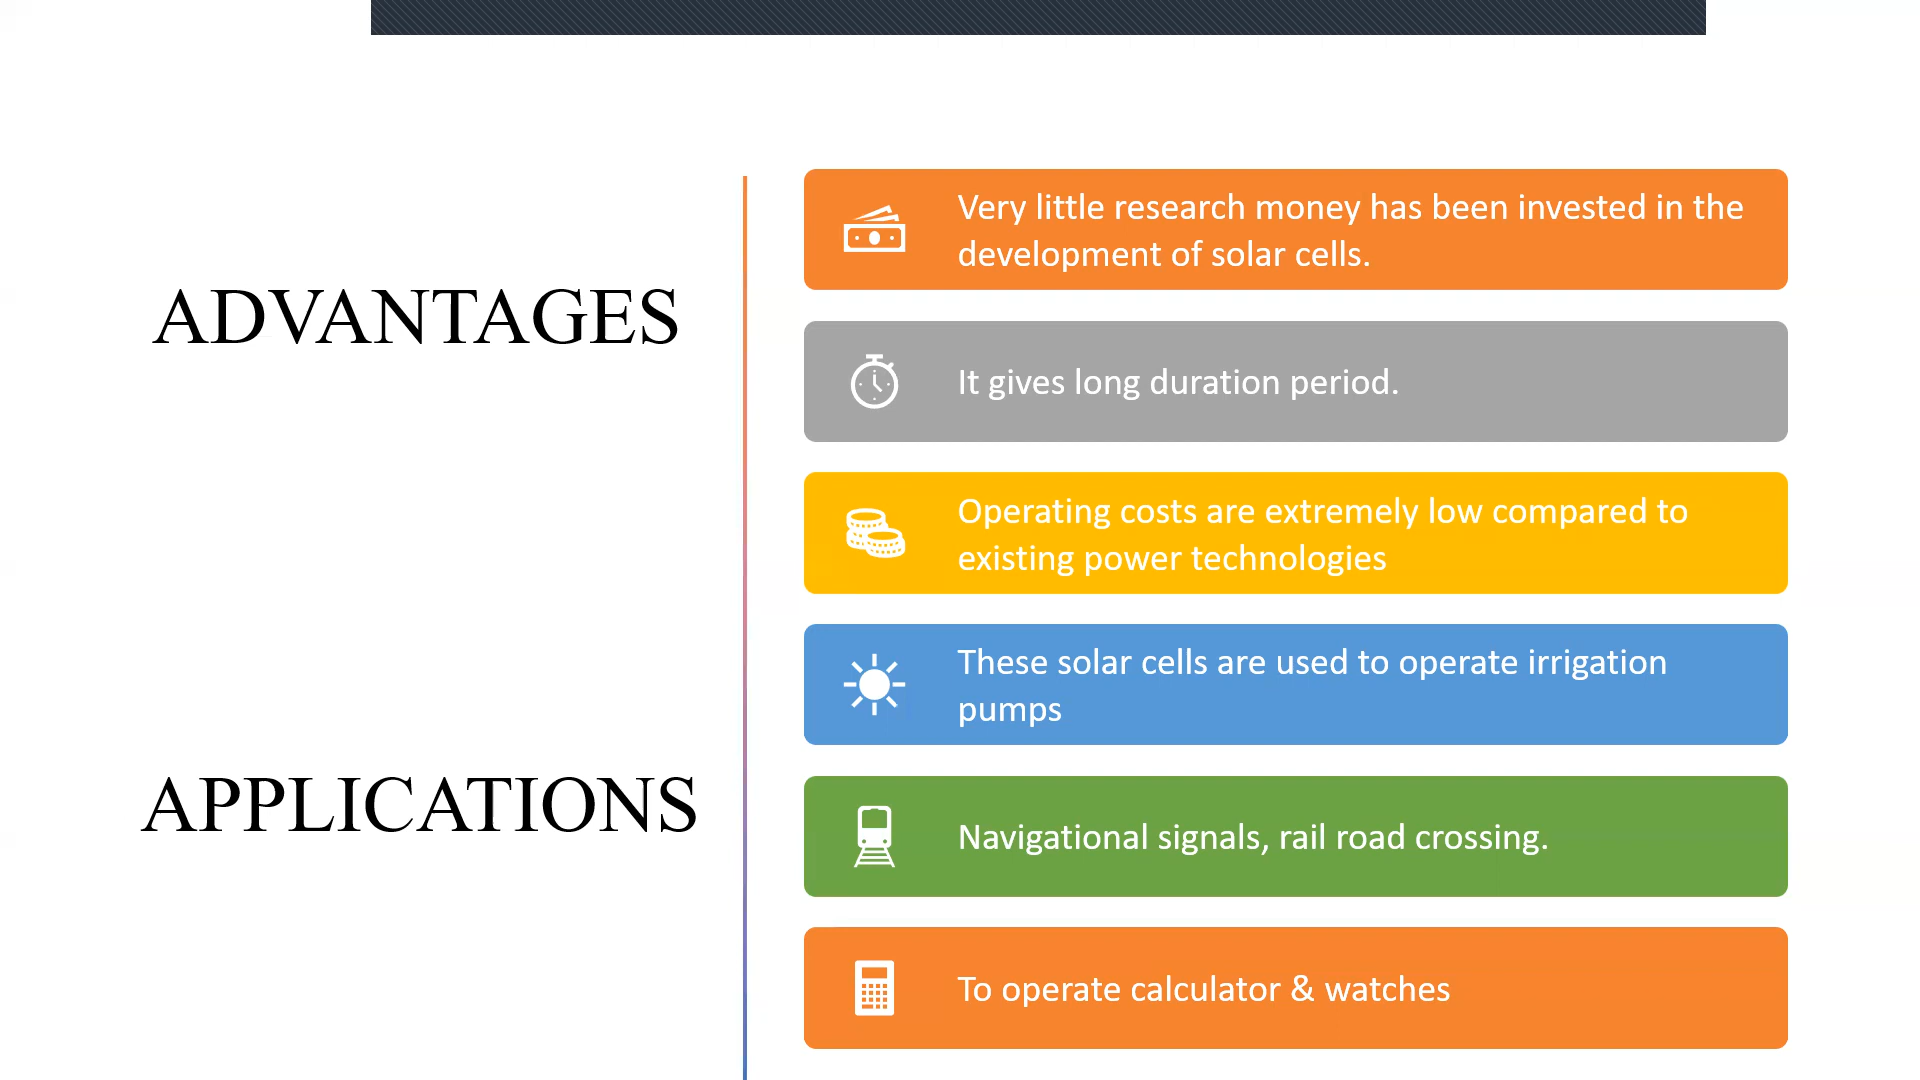 ADVANTAGES
Very little research money has been invested in the
development of solar cells.
It gives long duration period.
Operating costs are extremely low compared to
existing power technologies
APPLICATIONS
These solar cells are used to operate irrigation
pumps
Navigational signals, rail road crossing.
To operate calculator & watches